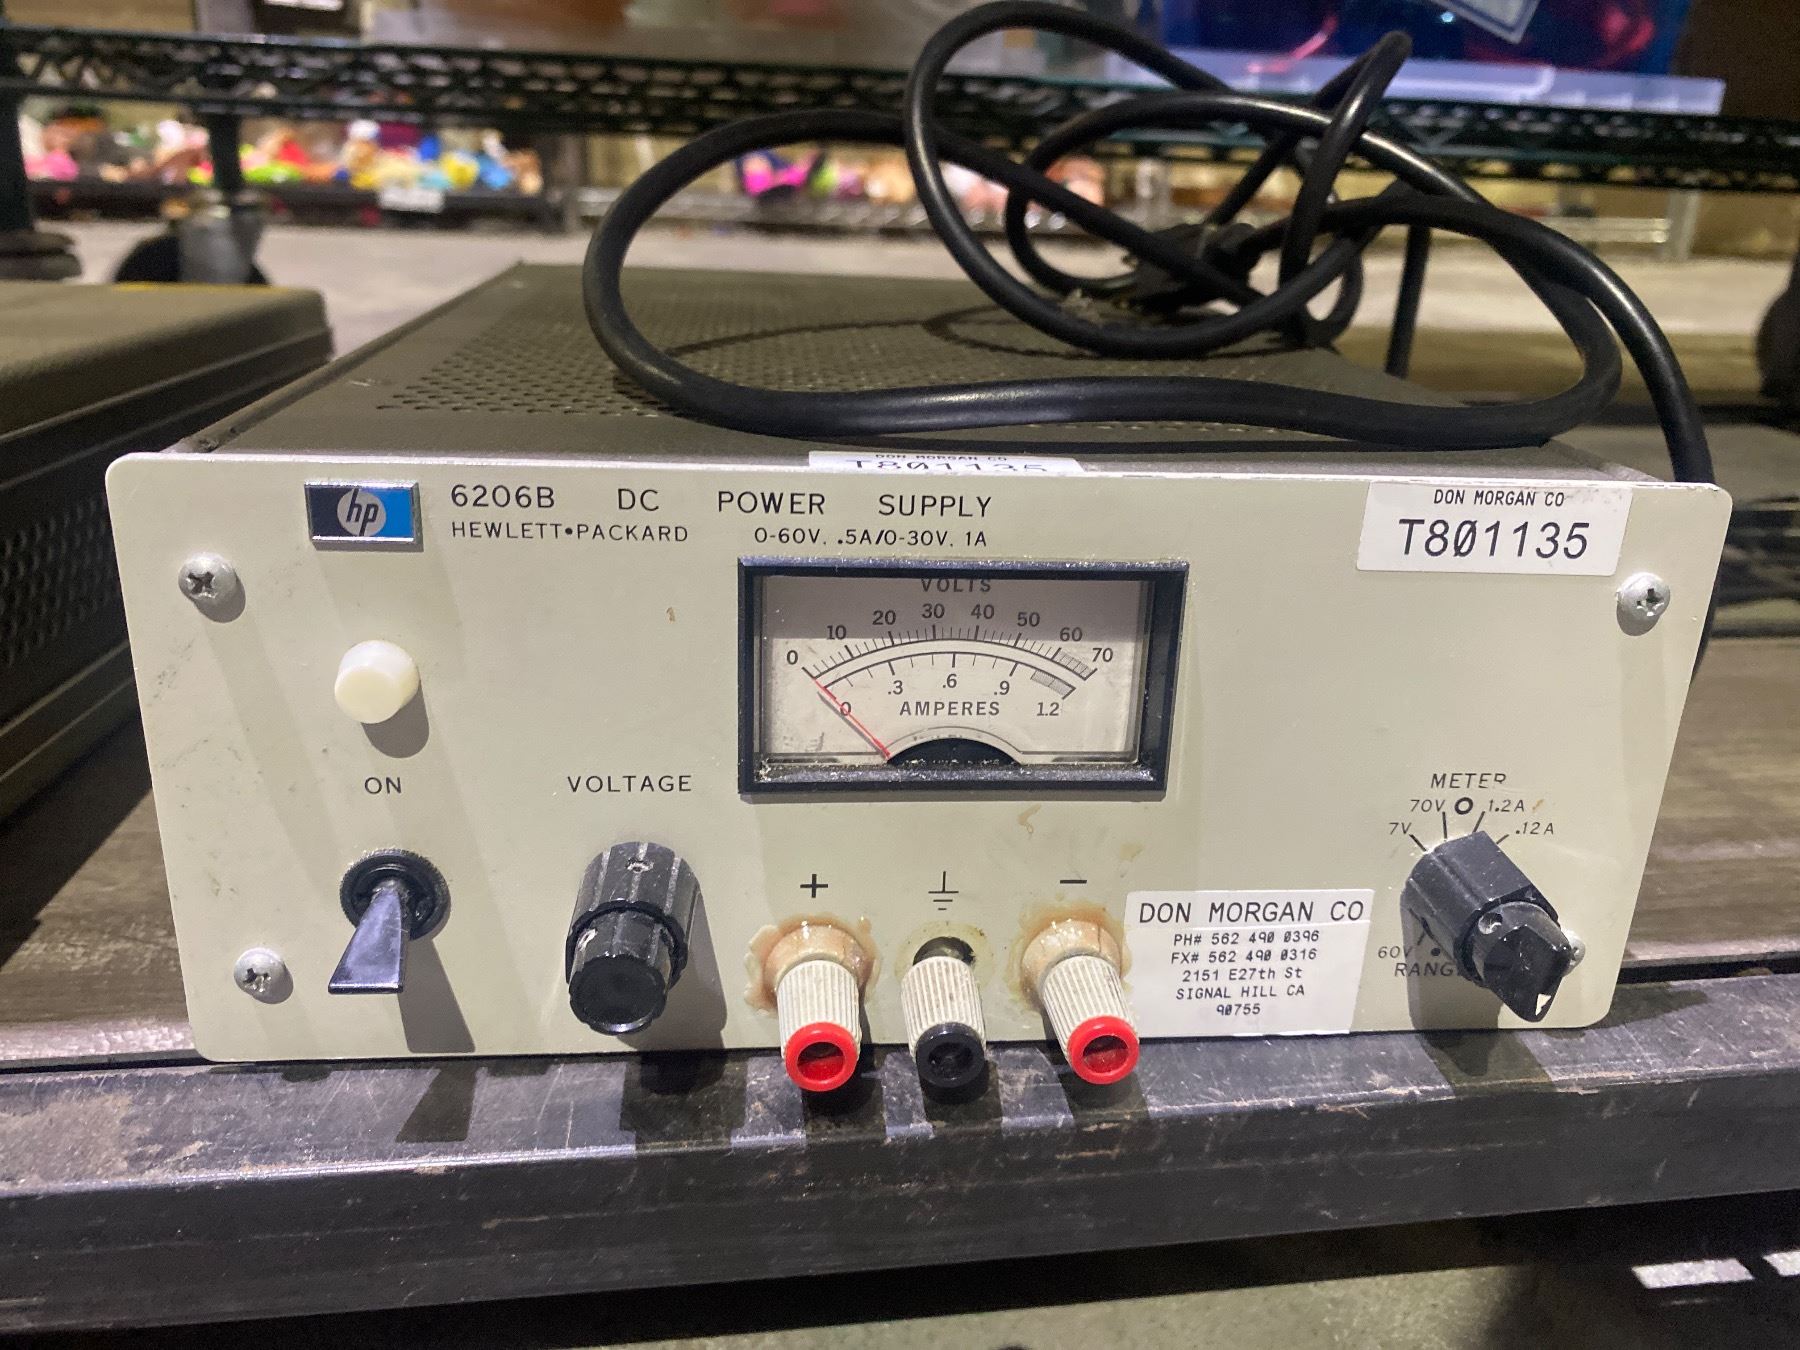 DON MORGAN CO
T801135
hp
6206B DC POWER SUPPLY
HEWLETT•PACKARD 0-60V. .5A/0-30V. 1A
DON MORGAN CO
T801135
VOLTS
0 10 20 30 40 50 60 70
0 .3 .6 .9 1.2
AMPERES
ON
VOLTAGE
METER
7V 70V 1.2A .12A
+ -
60V
DON MORGAN CO
PH# 562 490 0396
FX# 562 490 0316
2151 E27th St
SIGNAL HILL CA
90755